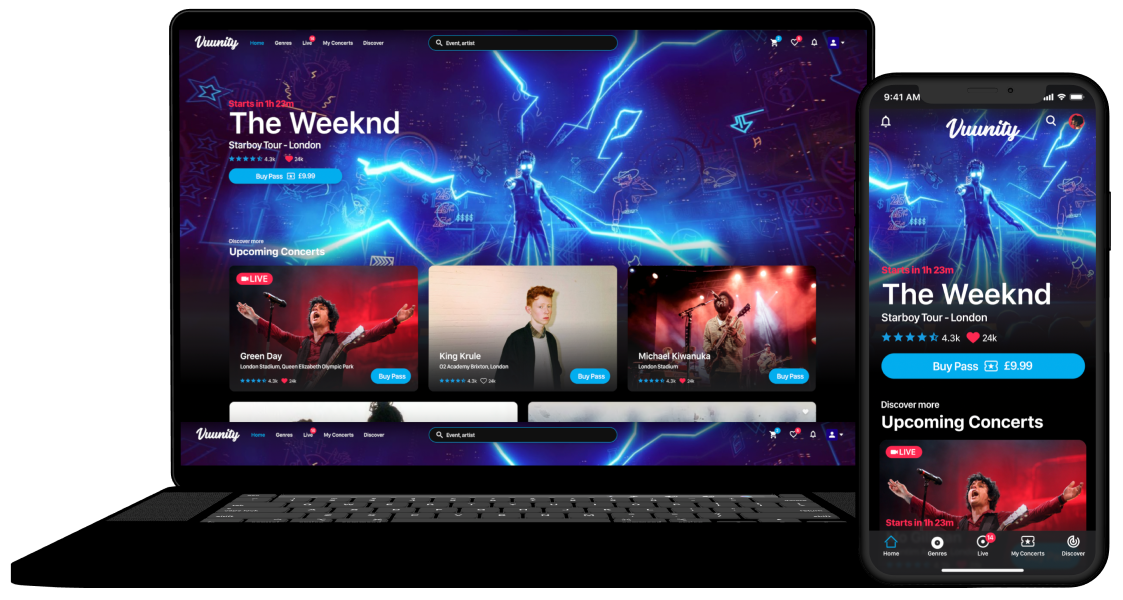 Vuunity Home Genres Live My Concerts Discover Event, artist
Starts in 1h 23m
The Weeknd
Starboy Tour - London
4.3k 24k
Buy Pass £9.99
Discover more
Upcoming Concerts
LIVE
Green Day
London Stadium, Queen Elizabeth Olympic Park
4.3k 24k
Buy Pass
King Krule
O2 Academy Brixton, London
4.5k 24k
Buy Pass
Michael Kiwanuka
London Stadium
4.3k 24k
Buy Pass
Vuunity Home Genres Live My Concerts Discover Event, artist
9:41 AM
Vuunity
Starts in 1h 23m
The Weeknd
Starboy Tour - London
4.3k 24k
Buy Pass £9.99
Discover more
Upcoming Concerts
LIVE
Starts in 1h 23m
14
Home Genres Live My Concerts Discover